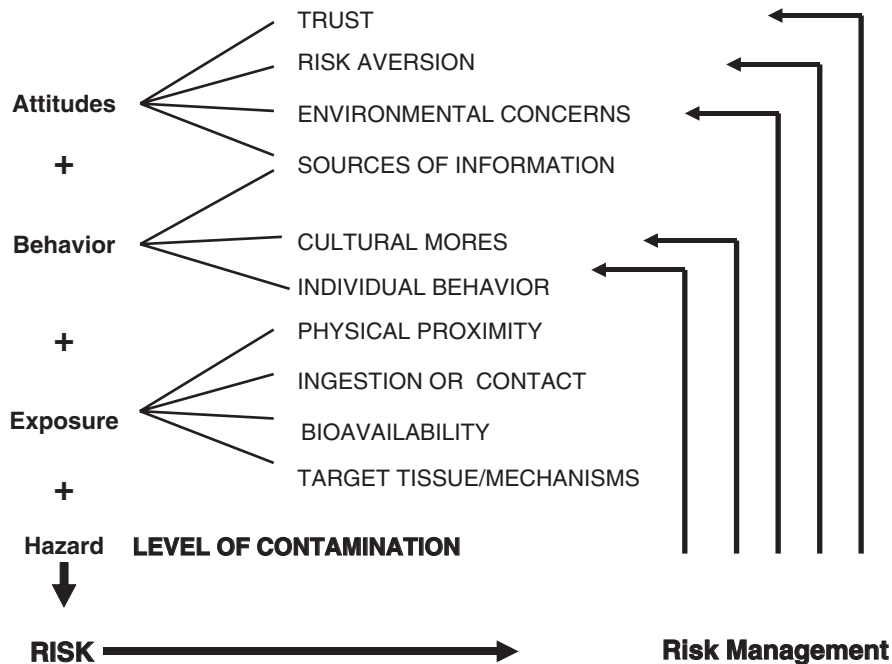 TRUST
RISK AVERSION
Attitudes
ENVIRONMENTAL CONCERNS
+
SOURCES OF INFORMATION
Behavior
CULTURAL MORES
INDIVIDUAL BEHAVIOR
+
PHYSICAL PROXIMITY
INGESTION OR CONTACT
Exposure
BIOAVAILABILITY
TARGET TISSUE/MECHANISMS
+
Hazard LEVEL OF CONTAMINATION
RISK
Risk Management